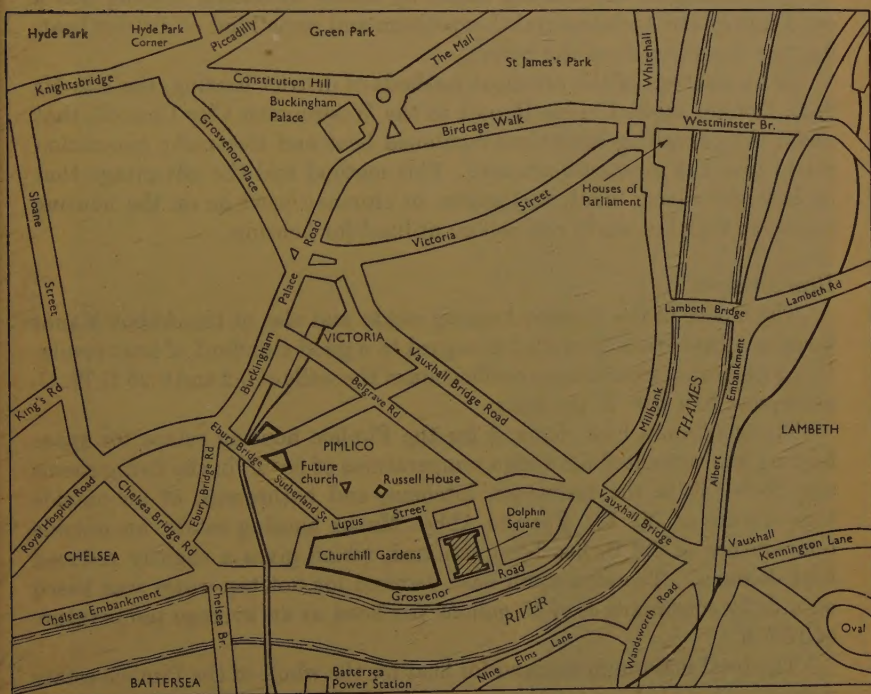 Hyde Park
Hyde Park
Corner
Piccadilly
Green Park
The Mall
St James's Park
Whitehall
Knightsbridge
Constitution Hill
Buckingham
Palace
Birdcage Walk
Westminster Br.
Grosvenor Place
Houses of
Parliament
Sloane
Street
Victoria
Street
Buckingham
Palace
Road
VICTORIA
Lambeth Bridge
Lambeth Rd
Vauxhall Bridge Road
Belgrave Rd
Millbank
THAMES
Albert
Embankment
LAMBETH
King's Rd
Ebury Bridge
PIMLICO
Future
church
Russell House
Royal Hospital Road
Chelsea Bridge Rd
Ebury Bridge Rd
Sutherland St
Lupus Street
Dolphin
Square
Vauxhall Bridge
Vauxhall
Kennington Lane
CHELSEA
Churchill Gardens
Grosvenor Road
Chelsea Embankment
Chelsea Br.
RIVER
Nine Elms Lane
Wandsworth Road
Oval
BATTERSEA
Battersea
Power Station